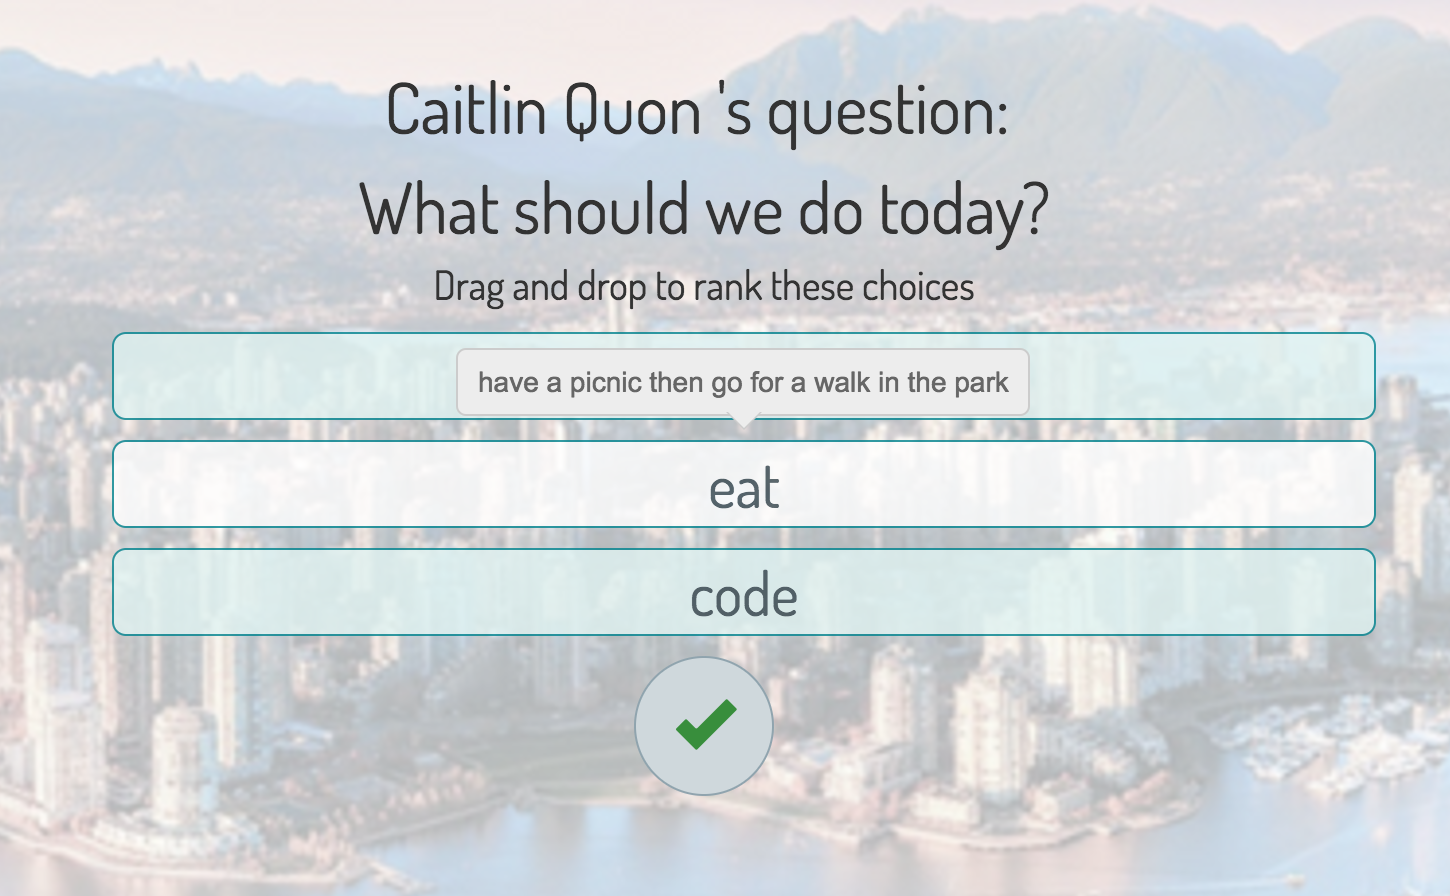 Caitlin Quon 's question:
What should we do today?
Drag and drop to rank these choices
have a picnic then go for a walk in the park
eat
code